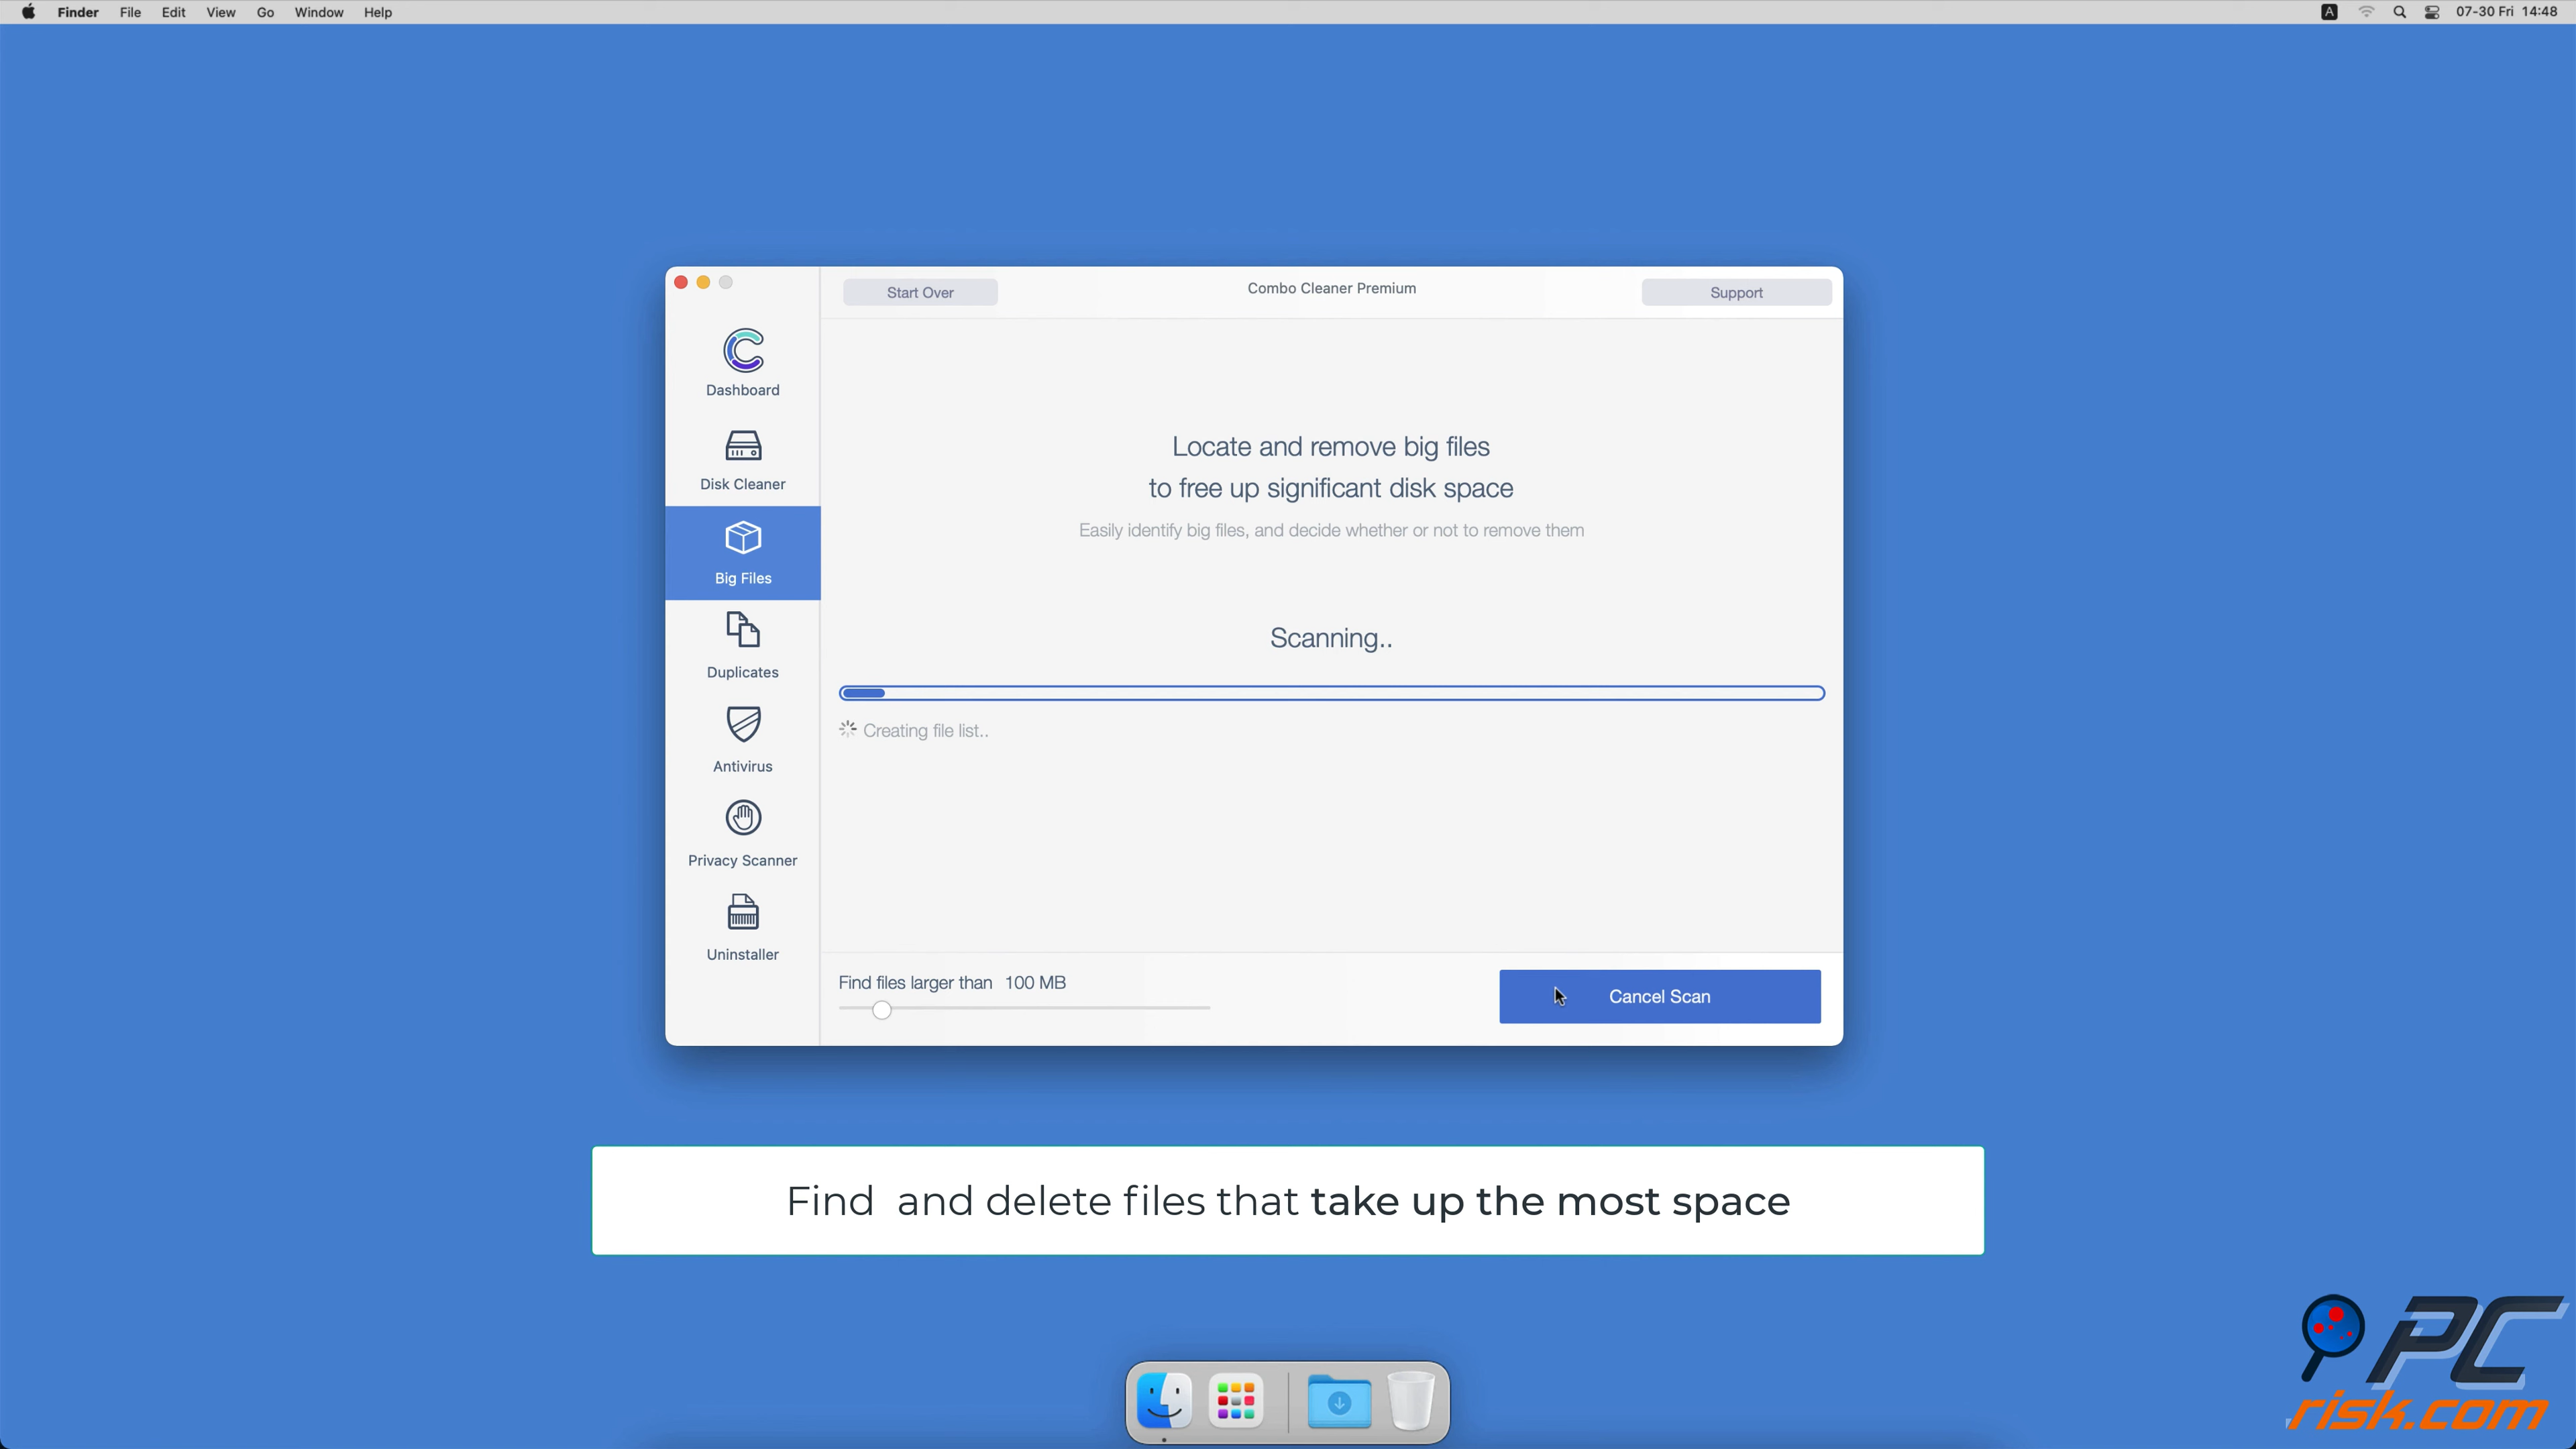 Finder File Edit View Go Window Help
A 07-30 Fri 14:48
Start Over
Combo Cleaner Premium
Support
Dashboard
Disk Cleaner
Big Files
Duplicates
Antivirus
Privacy Scanner
Uninstaller
Locate and remove big files
to free up significant disk space
Easily identify big files, and decide whether or not to remove them
Scanning..
Creating file list..
Find files larger than 100 MB
Cancel Scan
Find and delete files that take up the most space
PC
risk.com